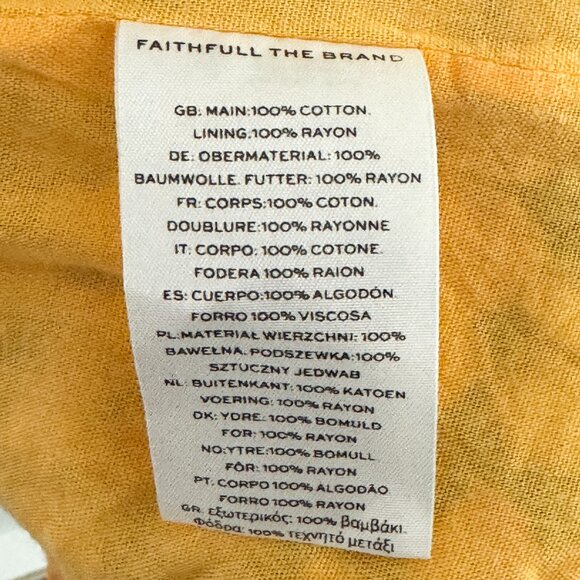 FAITHFULL THE BRAND
GB: MAIN:100% COTTON.
LINING:100% RAYON
DE: OBERMATERIAL: 100%
BAUMWOLLE. FUTTER: 100% RAYON
FR: CORPS:100% COTON.
DOUBLURE:100% RAYONNE
IT: CORPO: 100% COTONE.
FODERA 100% RAION
ES: CUERPO:100% ALGODÓN.
FORRO 100% VISCOSA
PL:MATERIAŁ WIERZCHNI: 100%
BAWEŁNA. PODSZEWKA:100%
SZTUCZNY JEDWAB
NL: BUITENKANT: 100% KATOEN
VOERING: 100% RAYON
DK: YDRE: 100% BOMULD
FOR: 100% RAYON
NO:YTRE:100% BOMULL
FÔR: 100% RAYON
PT. CORPO 100% ALGODÃO
FORRO 100% RAYON
GR. εξωτερικός: 100% βαμβάκι.
Φόδρα: 100% τεχνητό μετάξι